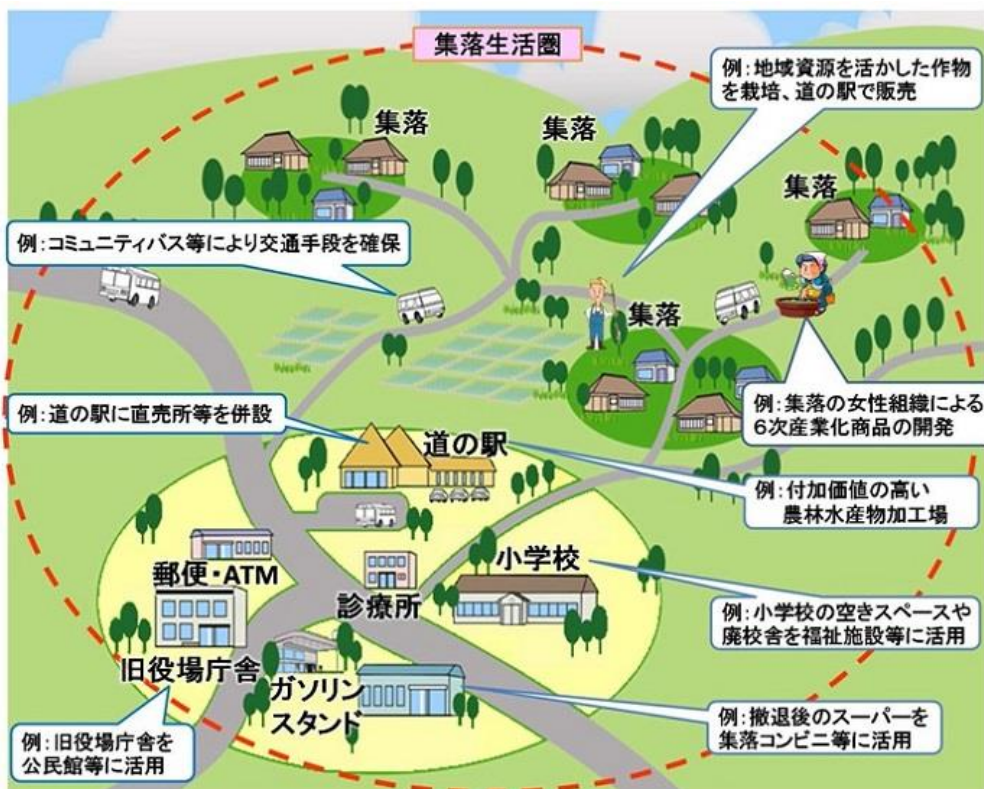 集落生活圏
例：地域資源を活かした作物
を栽培、道の駅で販売
集落
集落
集落
例：コミュニティバス等により交通手段を確保
集落
例：集落の女性組織による
６次産業化商品の開発
例：道の駅に直売所等を併設
道の駅
例：付加価値の高い
農林水産物加工場
小学校
郵便・ATM
診療所
例：小学校の空きスペースや
廃校舎を福祉施設等に活用
旧役場庁舎
ガソリン
スタンド
例：撤退後のスーパーを
集落コンビニ等に活用
例：旧役場庁舎を
公民館等に活用